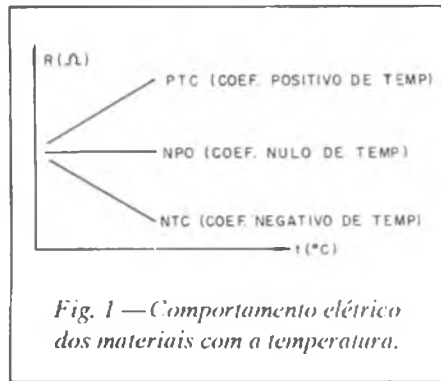 R(Ω)
PTC (COEF. POSITIVO DE TEMP)
NPO (COEF. NULO DE TEMP)
NTC (COEF. NEGATIVO DE TEMP)
t(°C)
Fig. 1 — Comportamento elétrico
dos materiais com a temperatura.